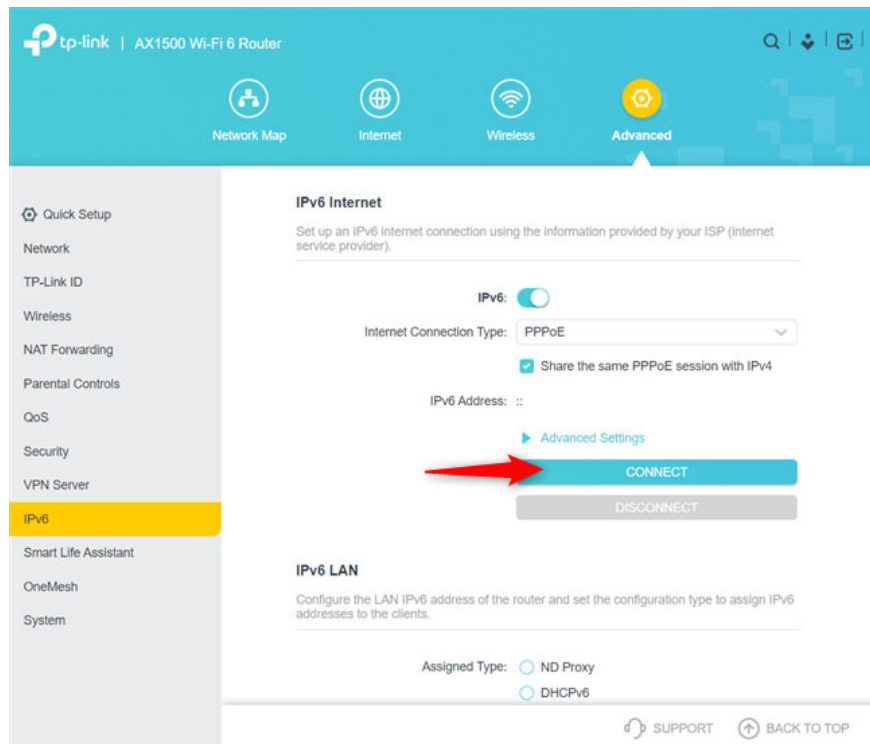 tp-link | AX1500 Wi-Fi 6 Router
Network Map
Internet
Wireless
Advanced
Quick Setup
Network
TP-Link ID
Wireless
NAT Forwarding
Parental Controls
QoS
Security
VPN Server
IPv6
Smart Life Assistant
OneMesh
System
IPv6 Internet
Set up an IPv6 internet connection using the information provided by your ISP (internet
service provider).
IPv6:
Internet Connection Type: PPPoE
Share the same PPPoE session with IPv4
IPv6 Address: ::
Advanced Settings
CONNECT
DISCONNECT
IPv6 LAN
Configure the LAN IPv6 address of the router and set the configuration type to assign IPv6
addresses to the clients.
Assigned Type: ND Proxy
DHCPv6
SUPPORT
BACK TO TOP